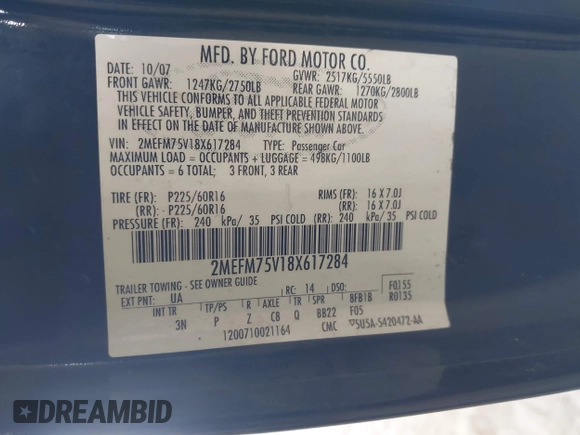 MFD. BY FORD MOTOR CO.
DATE: 10/07 GVWR: 2517KG/5550LB
FRONT GAWR: 1247KG/2750LB REAR GAWR: 1270KG/2800LB
THIS VEHICLE CONFORMS TO ALL APPLICABLE FEDERAL MOTOR
VEHICLE SAFETY, BUMPER, AND THEFT PREVENTION STANDARDS
IN EFFECT ON THE DATE OF MANUFACTURE SHOWN ABOVE.
VIN: 2MEFM75V18X617284 TYPE: Passenger Car
MAXIMUM LOAD = OCCUPANTS + LUGGAGE = 498KG/1100LB
OCCUPANTS = 6 TOTAL; 3 FRONT, 3 REAR
TIRE (FR): P225/60R16 RIMS (FR): 16 X 7.0J
(RR): P225/60R16 (RR): 16 X 7.0J
PRESSURE (FR): 240 kPa/ 35 PSI COLD (RR): 240 kPa/ 35 PSI COLD
2MEFM75V18X617284
TRAILER TOWING - SEE OWNER GUIDE
EXT PNT: UA RC: 14 DSO: F0155
INT TR TP/PS R AXLE TR SPR 8FB1B R0135
3N P Z C8 Q BB22 F05
1200710021164 CMC 5U5A-5420472-AA
DREAMBID